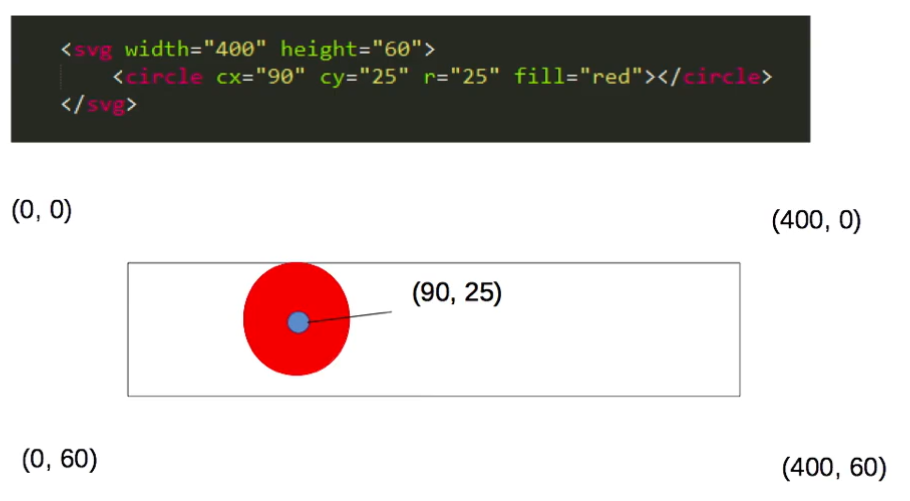 <svg width="400" height="60">
<circle cx="90" cy="25" r="25" fill="red"></circle>
</svg>
(0, 0)
(400, 0)
(90, 25)
(0, 60)
(400, 60)